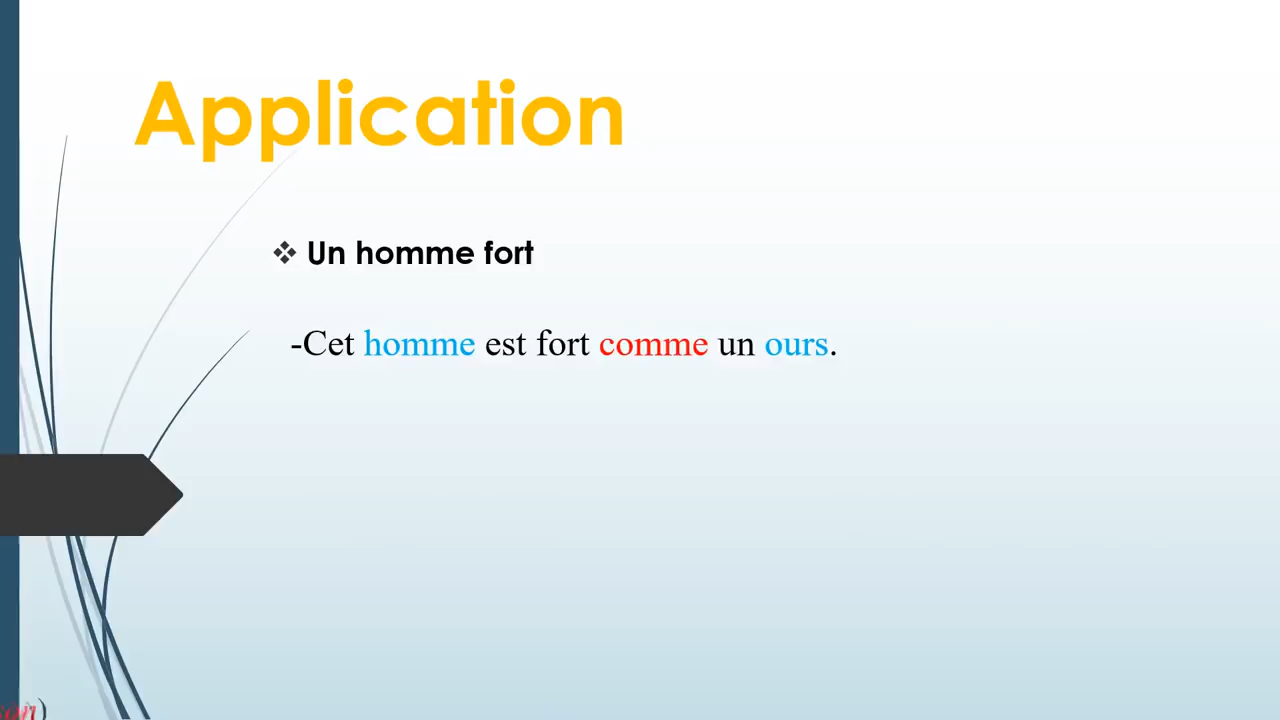 Application
❖ Un homme fort
-Cet homme est fort comme un ours.